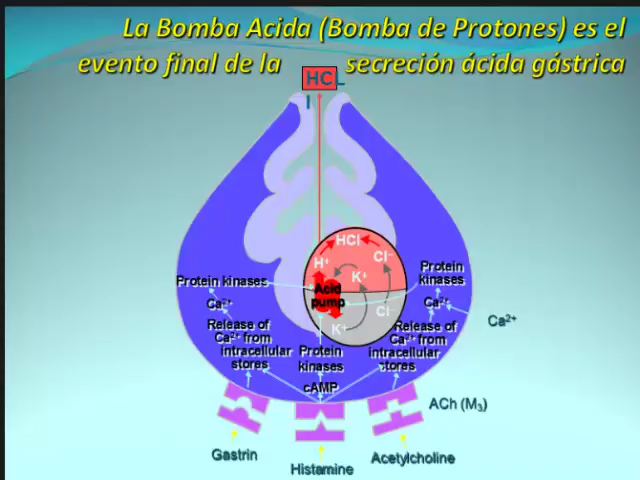 La Bomba Acida (Bomba de Protones) es el
evento final de la secreción ácida gástrica
HCL
l
HCl
H⁺
Cl⁻
K⁺
Acid
pump
Cl⁻
K⁺
Protein kinases
Ca²⁺
Release of
Ca²⁺ from
intracellular
stores
Protein
kinases
cAMP
Protein
kinases
Ca²⁺
Release of
Ca²⁺ from
intracellular
stores
Ca²⁺
ACh (M₃)
Gastrin
Histamine
Acetylcholine